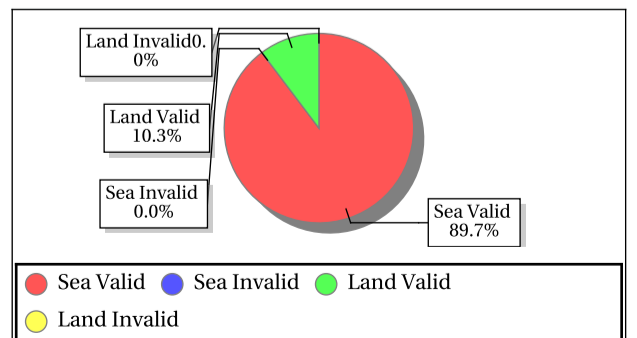 Land Invalid0.
0%
Land Valid
10.3%
Sea Invalid
0.0%
Sea Valid
89.7%
Sea Valid Sea Invalid Land Valid
Land Invalid